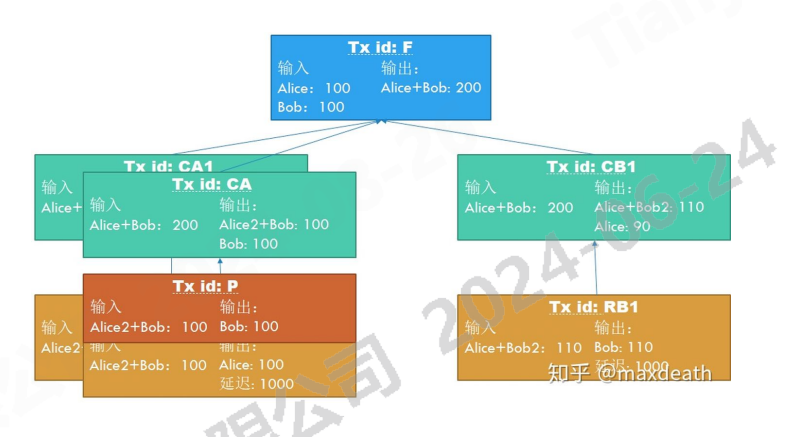 Tx id: F
输入 输出:
Alice: 100 Alice+Bob: 200
Bob: 100
Tx id: CA1
输入
Alice+
Tx id: CA
输入 输出:
Alice+Bob: 200 Alice2+Bob: 100
Bob: 100
Tx id: CB1
输入 输出:
Alice+Bob: 200 Alice+Bob2: 110
Alice: 90
Tx id: P
输入 输出:
Alice2+Bob: 100 Bob: 100
输入
Alice2
输入 输出:
Alice2+Bob: 100 Alice: 100
延迟: 1000
Tx id: RB1
输入 输出:
Alice+Bob2: 110 Bob: 110
延迟: 1000
知乎 @maxdeath
限公司 2024-06-24